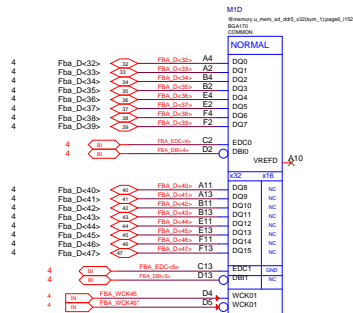 M1D
@memory.u_mem_sd_ddr5_x32(sym_1):page6_i152
BGA170
COMMON
NORMAL
4 Fba_D<32> 32 FBA_D<32> A4 DQ0
4 Fba_D<33> 33 FBA_D<33> A2 DQ1
4 Fba_D<34> 34 FBA_D<34> B4 DQ2
4 Fba_D<35> 35 FBA_D<35> B2 DQ3
4 Fba_D<36> 36 FBA_D<36> E4 DQ4
4 Fba_D<37> 37 FBA_D<37> E2 DQ5
4 Fba_D<38> 38 FBA_D<38> F4 DQ6
4 Fba_D<39> 39 FBA_D<39> F2 DQ7
4 BI FBA_EDC<4> C2 EDC0
4 BI FBA_DBI<4> D2 DBI0
VREFD A10
x32 x16
4 Fba_D<40> 40 FBA_D<40> A11 DQ8 NC
4 Fba_D<41> 41 FBA_D<41> A13 DQ9 NC
4 Fba_D<42> 42 FBA_D<42> B11 DQ10 NC
4 Fba_D<43> 43 FBA_D<43> B13 DQ11 NC
4 Fba_D<44> 44 FBA_D<44> E11 DQ12 NC
4 Fba_D<45> 45 FBA_D<45> E13 DQ13 NC
4 Fba_D<46> 46 FBA_D<46> F11 DQ14 NC
4 Fba_D<47> 47 FBA_D<47> F13 DQ15 NC
4 BI FBA_EDC<5> C13 EDC1 GND
4 BI FBA_DBI<5> D13 DBI1 NC
4 IN FBA_WCK45 D4 WCK01
4 IN FBA_WCK45* D5 WCK01